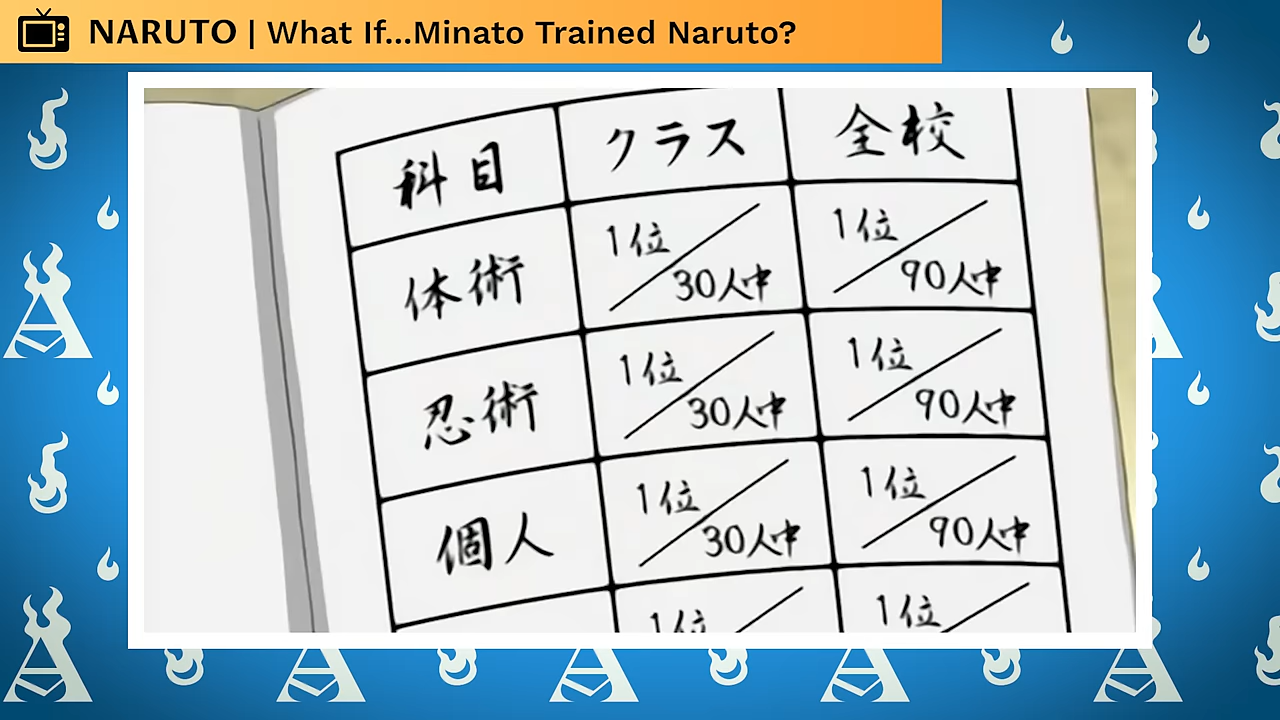 NARUTO | What If...Minato Trained Naruto?
科目 クラス 全校
体術 1位/30人中 1位/90人中
忍術 1位/30人中 1位/90人中
個人 1位/30人中 1位/90人中
1位 1位